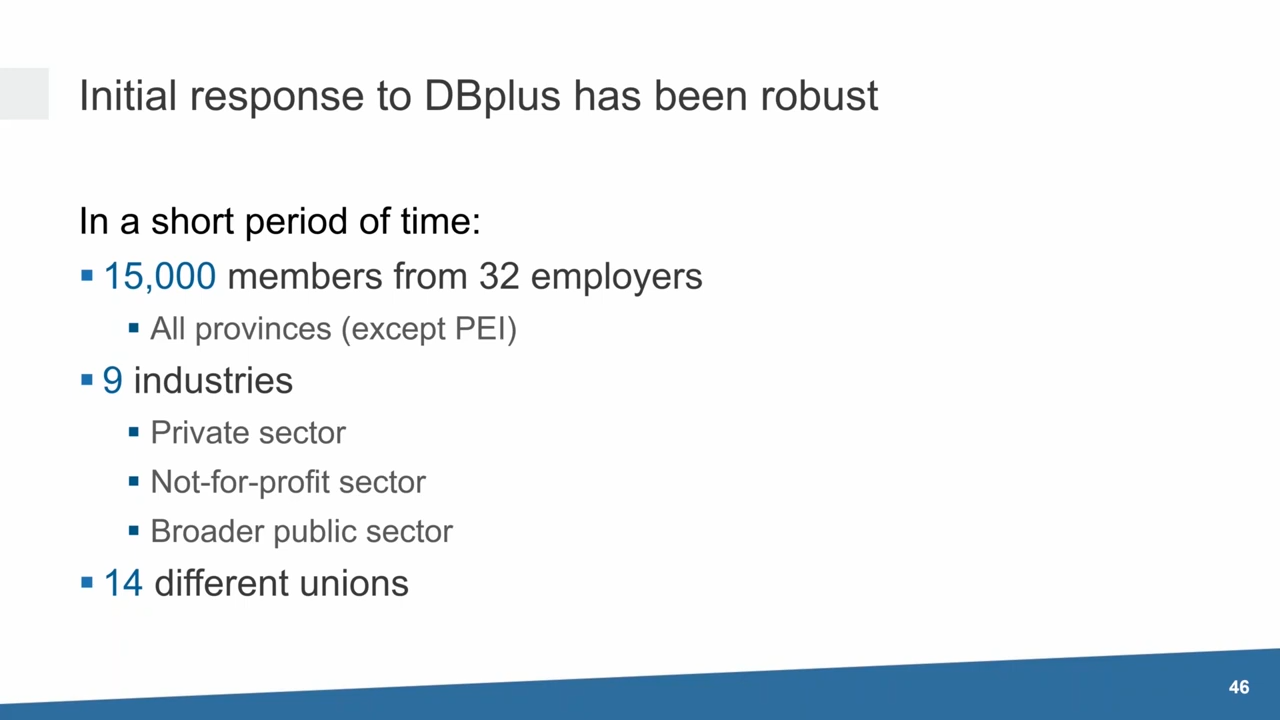 Initial response to DBplus has been robust
In a short period of time:
▪ 15,000 members from 32 employers
▪ All provinces (except PEI)
▪ 9 industries
▪ Private sector
▪ Not-for-profit sector
▪ Broader public sector
▪ 14 different unions
46